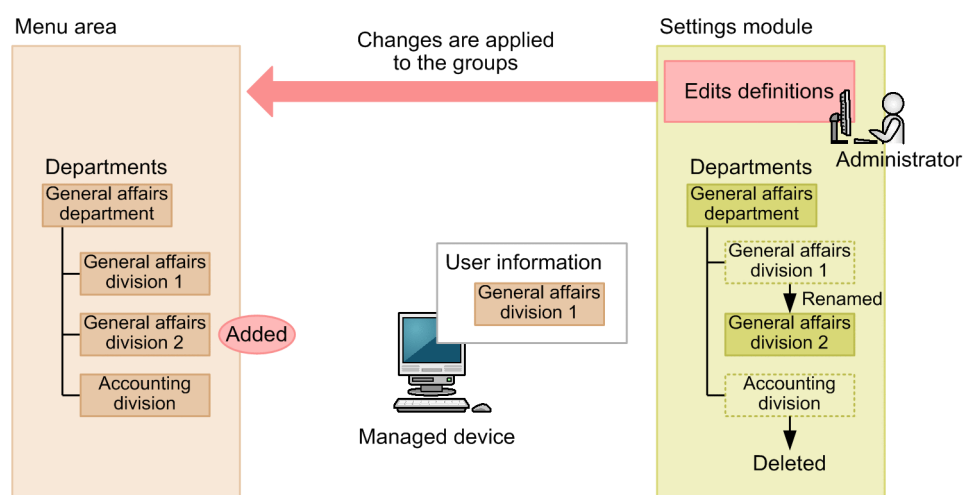 Menu area
Changes are applied
to the groups
Settings module
Edits definitions
Administrator
Departments
General affairs
department
General affairs
division 1
General affairs
division 2
Added
Accounting
division
User information
General affairs
division 1
Managed device
Departments
General affairs
department
General affairs
division 1
Renamed
General affairs
division 2
Accounting
division
Deleted